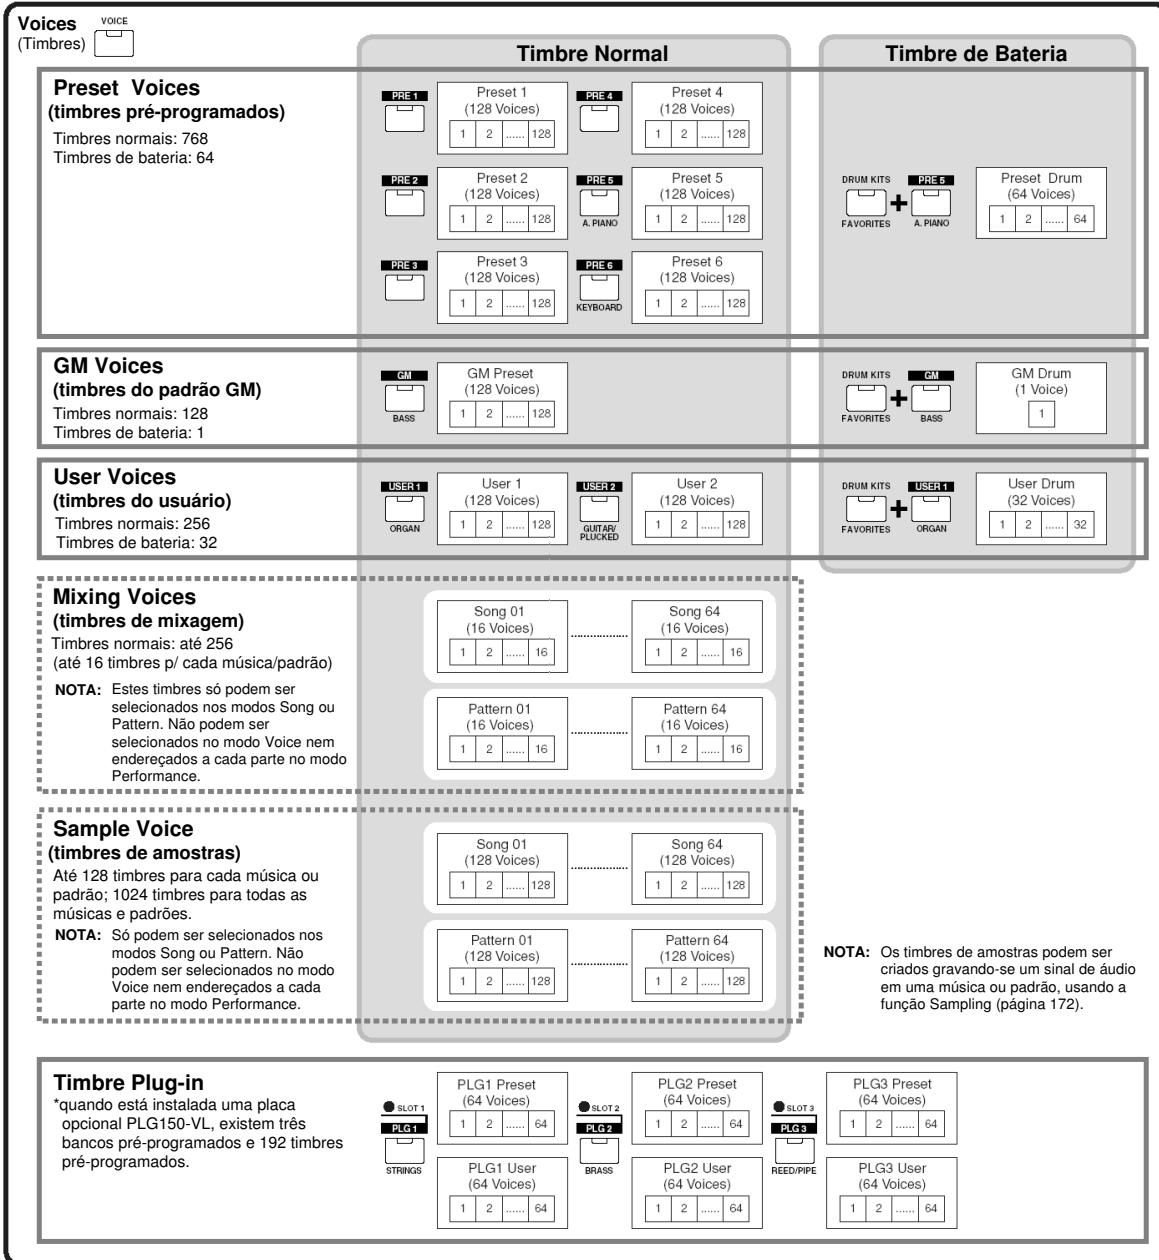 Voices VOICE
(Timbres)
Timbre Normal
Timbre de Bateria
Preset Voices
(timbres pré-programados)
Timbres normais: 768
Timbres de bateria: 64
PRE 1
Preset 1
(128 Voices)
1 2 ...... 128
PRE 4
Preset 4
(128 Voices)
1 2 ...... 128
PRE 2
Preset 2
(128 Voices)
1 2 ...... 128
PRE 5
A. PIANO
Preset 5
(128 Voices)
1 2 ...... 128
DRUM KITS
FAVORITES
+
PRE 5
A. PIANO
Preset Drum
(64 Voices)
1 2 ...... 64
PRE 3
Preset 3
(128 Voices)
1 2 ...... 128
PRE 6
KEYBOARD
Preset 6
(128 Voices)
1 2 ...... 128
GM Voices
(timbres do padrão GM)
Timbres normais: 128
Timbres de bateria: 1
GM
BASS
GM Preset
(128 Voices)
1 2 ...... 128
DRUM KITS
FAVORITES
+
GM
BASS
GM Drum
(1 Voice)
1
User Voices
(timbres do usuário)
Timbres normais: 256
Timbres de bateria: 32
USER 1
ORGAN
User 1
(128 Voices)
1 2 ...... 128
USER 2
GUITAR/
PLUCKED
User 2
(128 Voices)
1 2 ...... 128
DRUM KITS
FAVORITES
+
USER 1
ORGAN
User Drum
(32 Voices)
1 2 ...... 32
Mixing Voices
(timbres de mixagem)
Timbres normais: até 256
(até 16 timbres p/ cada música/padrão)
NOTA: Estes timbres só podem ser
selecionados nos modos Song ou
Pattern. Não podem ser
selecionados no modo Voice nem
endereçados a cada parte no modo
Performance.
Song 01
(16 Voices)
1 2 ...... 16
.................
Song 64
(16 Voices)
1 2 ...... 16
Pattern 01
(16 Voices)
1 2 ...... 16
.................
Pattern 64
(16 Voices)
1 2 ...... 16
Sample Voice
(timbres de amostras)
Até 128 timbres para cada música ou
padrão; 1024 timbres para todas as
músicas e padrões.
NOTA: Só podem ser selecionados nos
modos Song ou Pattern. Não
podem ser selecionados no modo
Voice nem endereçados a cada
parte no modo Performance.
Song 01
(128 Voices)
1 2 ...... 128
.................
Song 64
(128 Voices)
1 2 ...... 128
Pattern 01
(128 Voices)
1 2 ...... 128
.................
Pattern 64
(128 Voices)
1 2 ...... 128
NOTA: Os timbres de amostras podem ser
criados gravando-se um sinal de áudio
em uma música ou padrão, usando a
função Sampling (página 172).
Timbre Plug-in
*quando está instalada uma placa
opcional PLG150-VL, existem três
bancos pré-programados e 192 timbres
pré-programados.
SLOT 1
PLG 1
STRINGS
PLG1 Preset
(64 Voices)
1 2 ...... 64
PLG1 User
(64 Voices)
1 2 ...... 64
SLOT 2
PLG 2
BRASS
PLG2 Preset
(64 Voices)
1 2 ...... 64
PLG2 User
(64 Voices)
1 2 ...... 64
SLOT 3
PLG 3
REED/PIPE
PLG3 Preset
(64 Voices)
1 2 ...... 64
PLG3 User
(64 Voices)
1 2 ...... 64